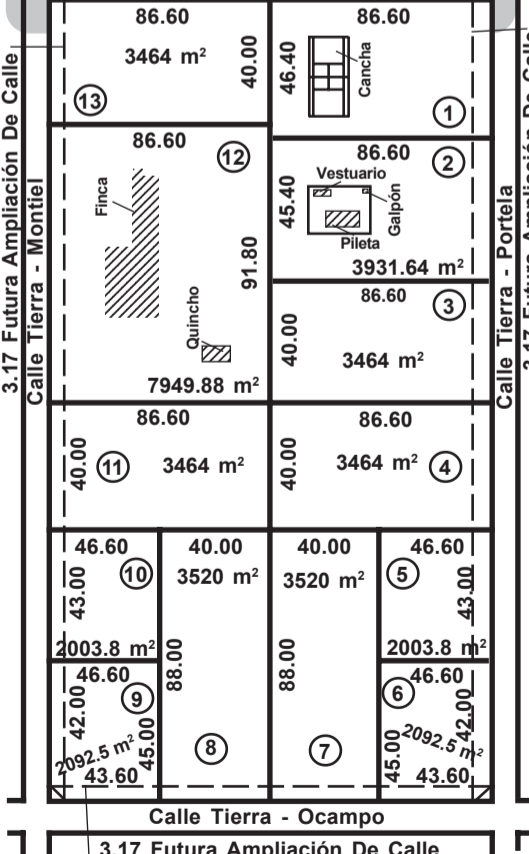 86.60
3464 m²
40.00
13
86.60
46.40
Cancha
1
86.60
12
Finca
91.80
Quincho
7949.88 m²
86.60
2
Vestuario
45.40
Galpón
Pileta
3931.64 m²
86.60
3
40.00
3464 m²
86.60
40.00
11
3464 m²
86.60
40.00
3464 m²
4
46.60
10
43.00
2003.8 m²
40.00
3520 m²
88.00
8
40.00
3520 m²
88.00
7
46.60
5
43.00
2003.8 m²
46.60
9
42.00
45.00
2092.5 m²
43.60
46.60
6
42.00
45.00
2092.5 m²
43.60
3.17 Futura Ampliación De Calle
Calle Tierra - Montiel
Calle Tierra - Portela
3.17 Futura Ampliación De Calle
Calle Tierra - Ocampo
3.17 Futura Ampliación De Calle